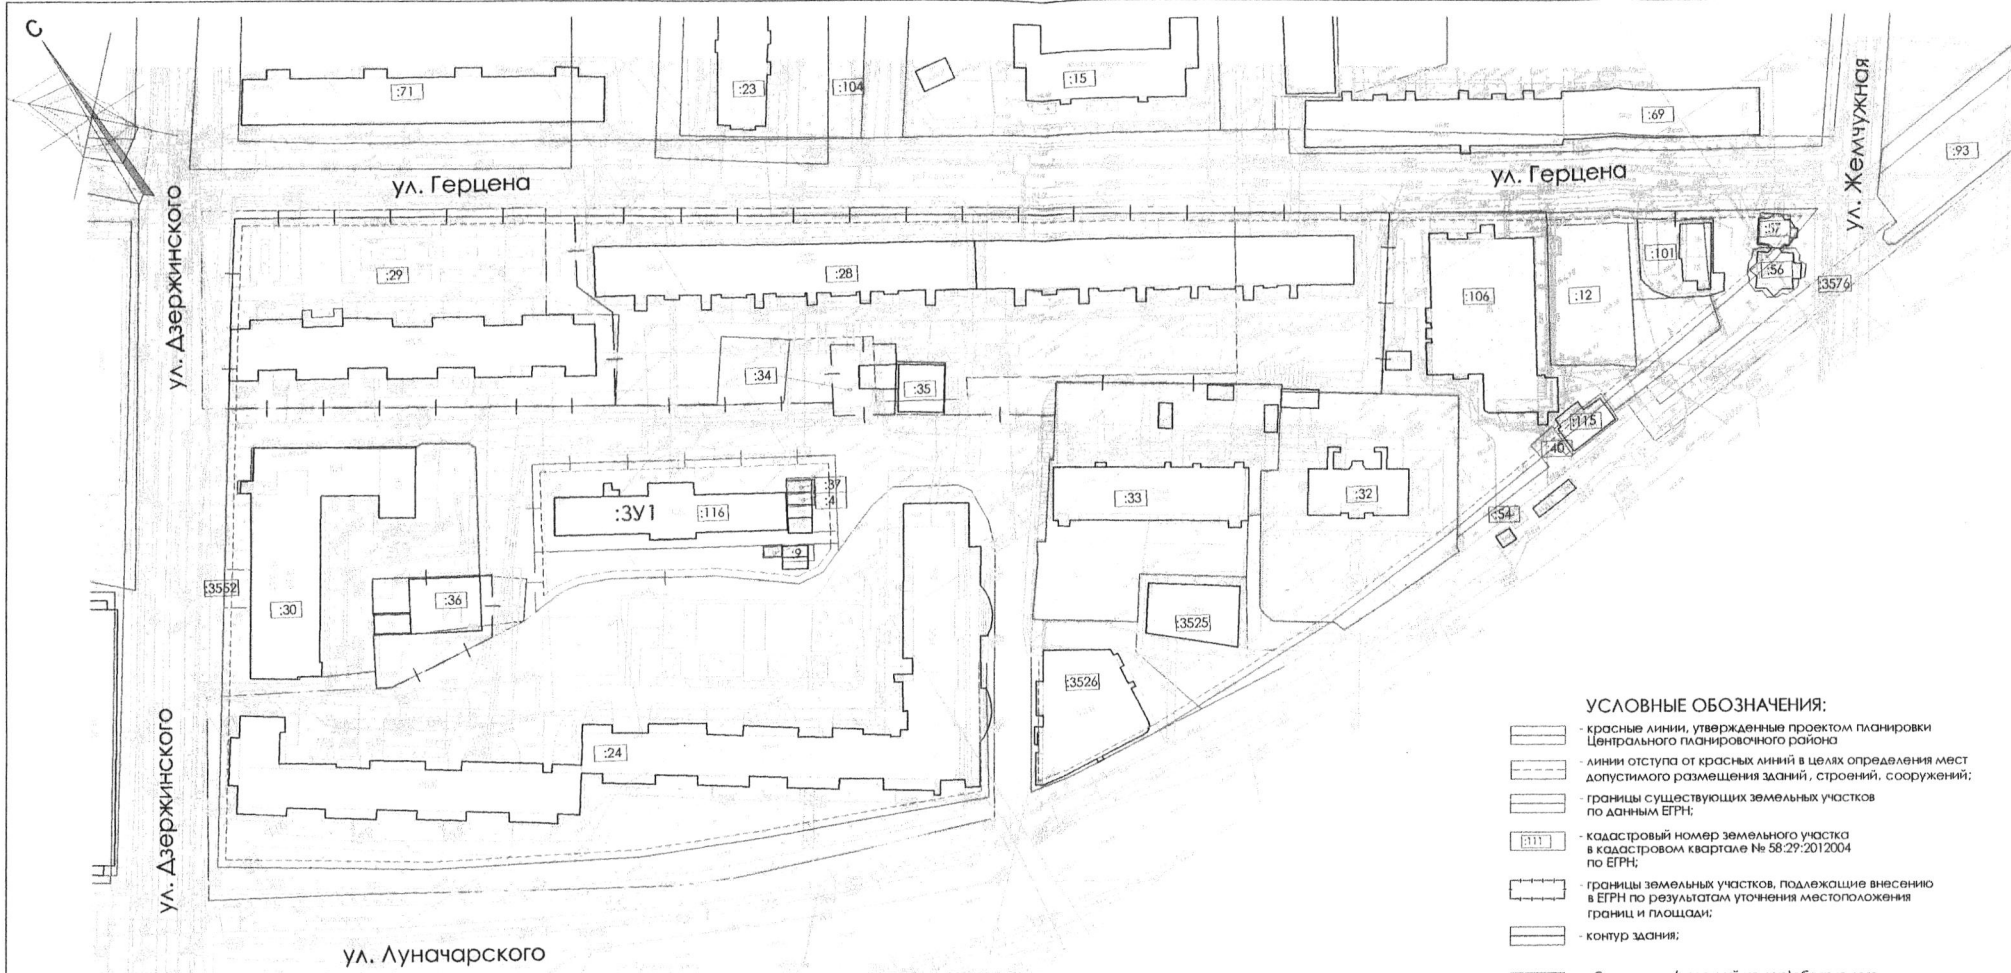 С
:71
:23
:104
:15
:69
:93
ул. Жемчужная
ул. Герцена
ул. Герцена
ул. Дзержинского
:29
:28
:106
:12
:101
:57
:56
:3576
:34
:35
:115
:40
:33
:32
:54
:37
:4
:ЗУ1
:116
:9
:3552
:30
:36
:3525
:3526
:24
ул. Дзержинского
ул. Луначарского
УСЛОВНЫЕ ОБОЗНАЧЕНИЯ:
- красные линии, утвержденные проектом планировки
Центрального планировочного района
- линии отступа от красных линий в целях определения мест
допустимого размещения зданий, строений, сооружений;
- границы существующих земельных участков
по данным ЕГРН;
:111
- кадастровый номер земельного участка
в кадастровом квартале № 58:29:2012004
по ЕГРН;
- границы земельных участков, подлежащие внесению
в ЕГРН по результатам уточнения местоположения
границ и площади;
- контур здания;